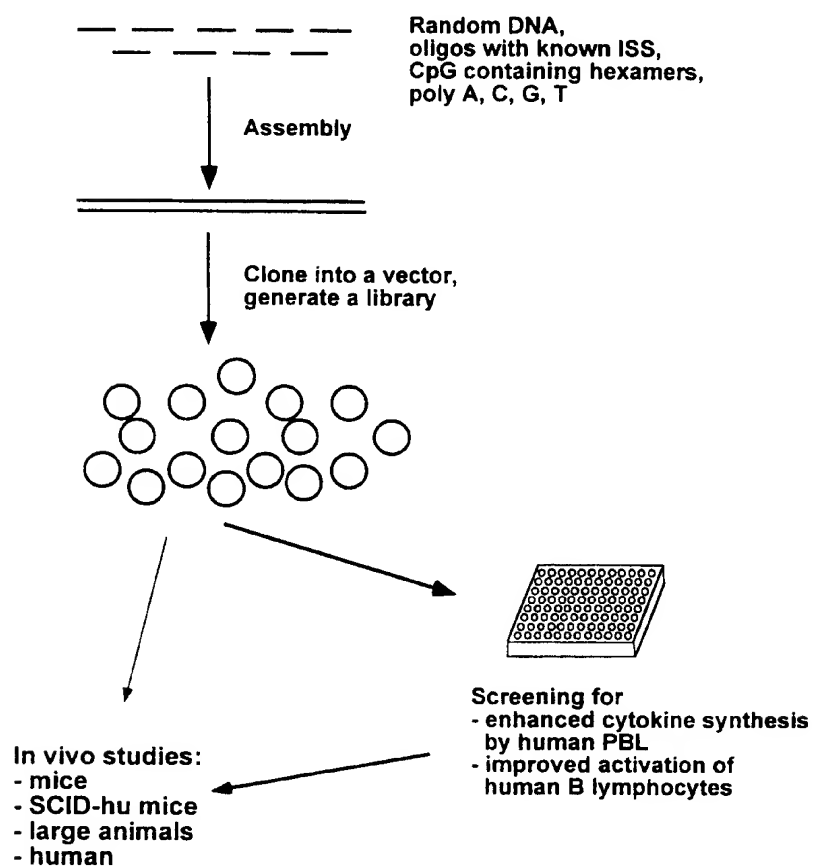 Random DNA,
oligos with known ISS,
CpG containing hexamers,
poly A, C, G, T
Assembly
Clone into a vector,
generate a library
Screening for
- enhanced cytokine synthesis
by human PBL
- improved activation of
human B lymphocytes
In vivo studies:
- mice
- SCID-hu mice
- large animals
- human